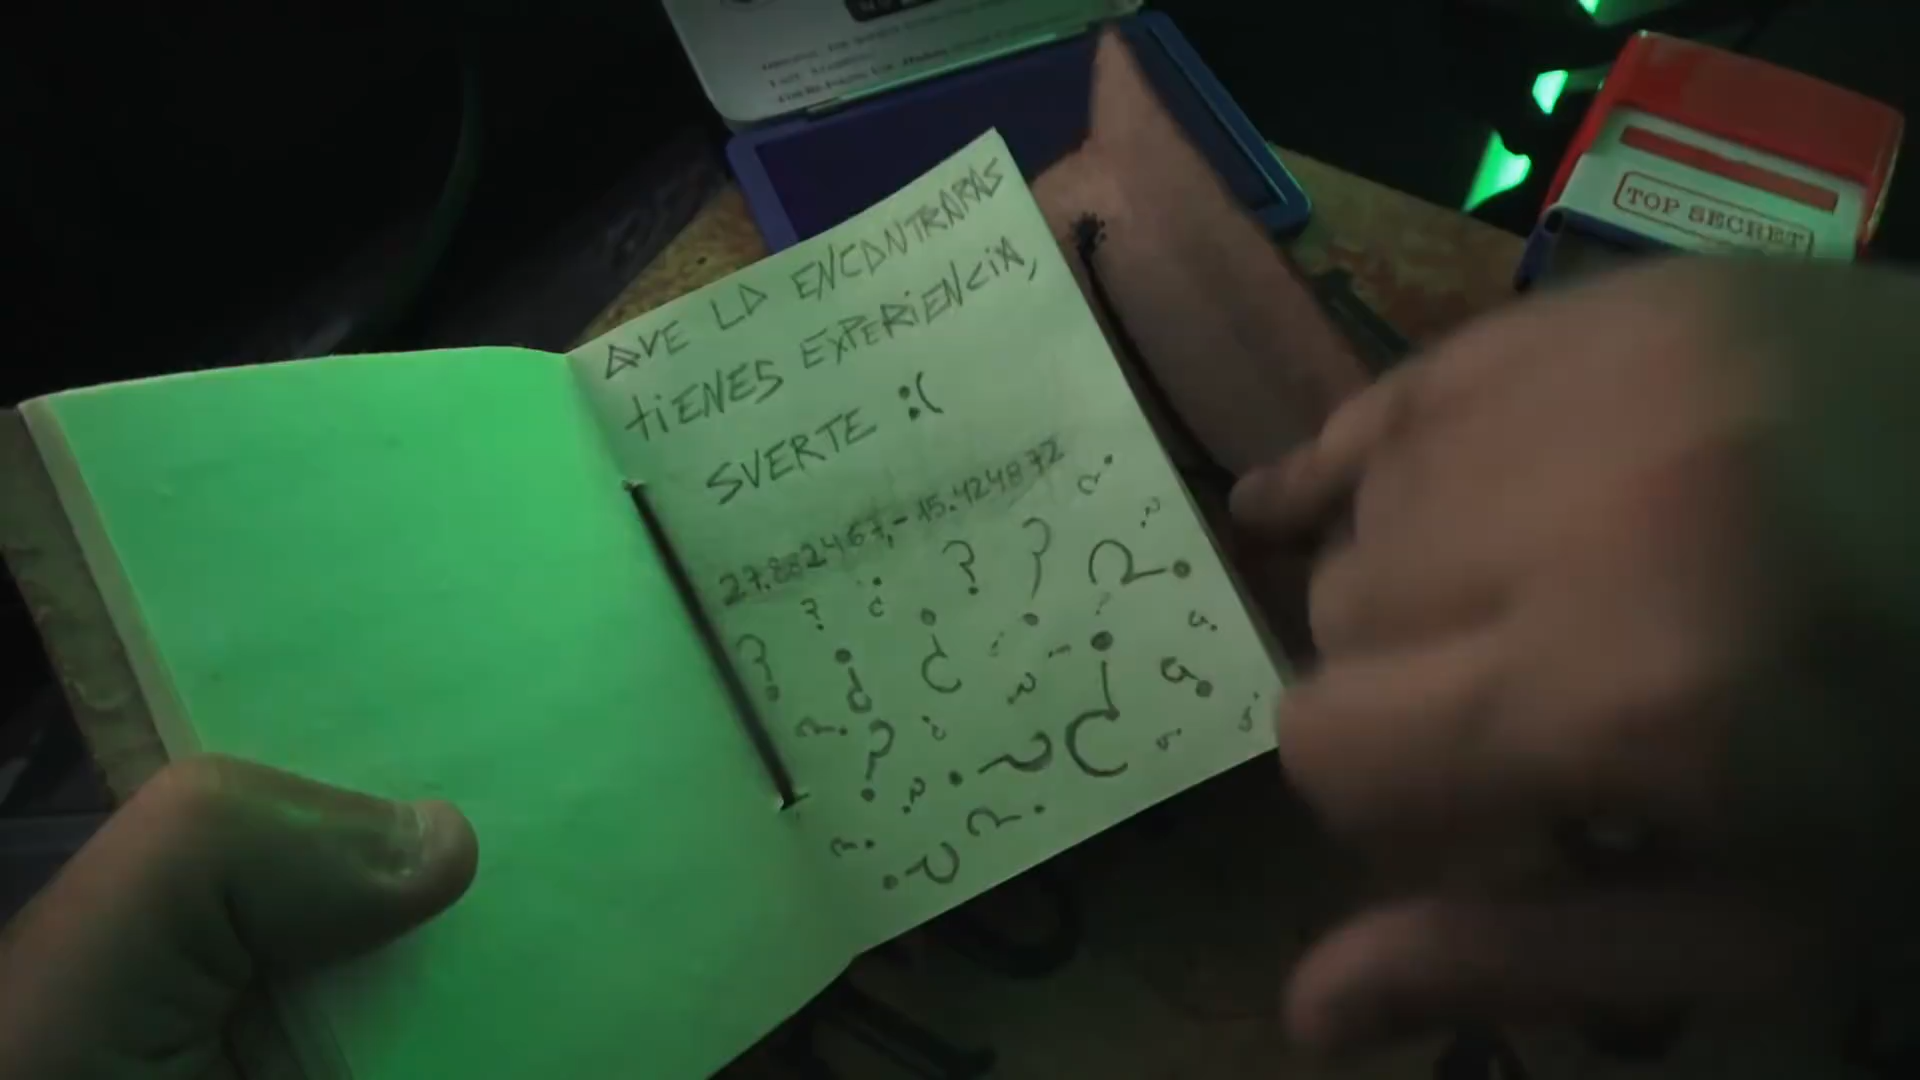 QUE LO ENCONTRARAS
TIENES EXPERIENCIA,
SUERTE :(
27.882467,-15.424872
TOP SECRET